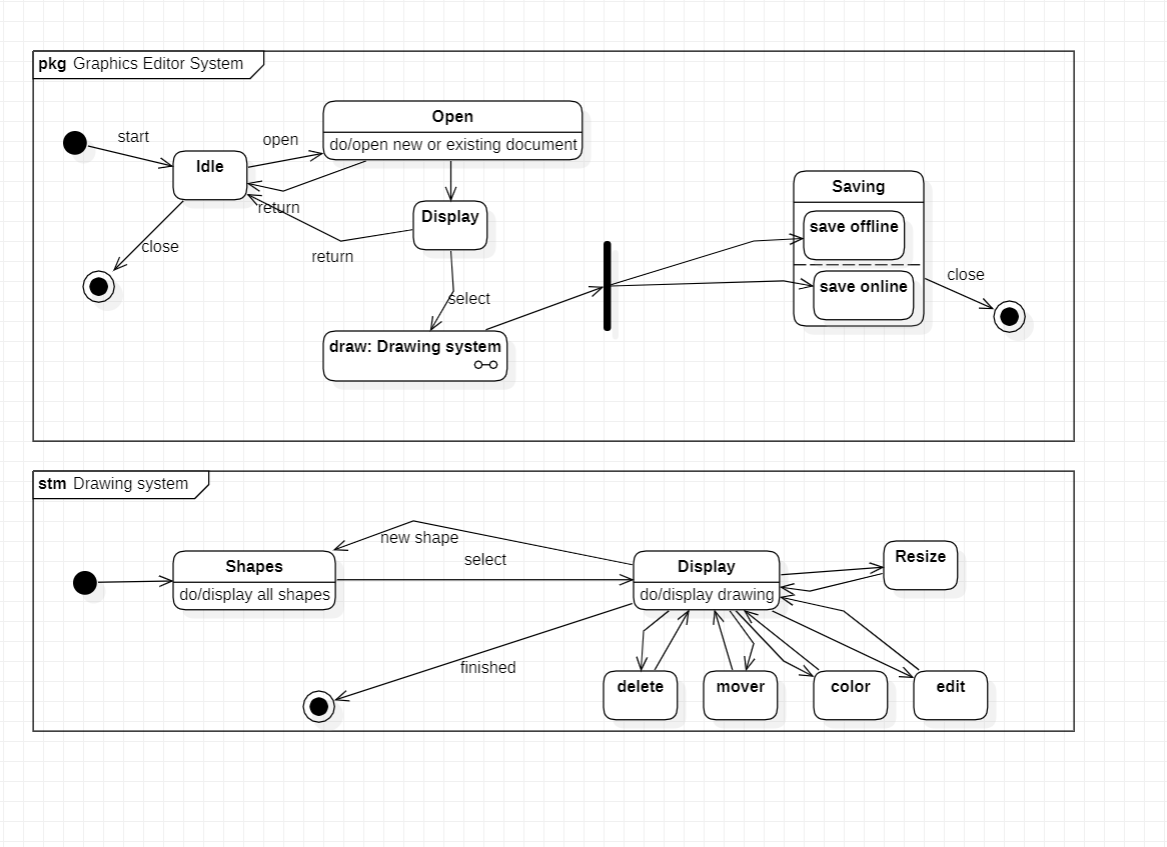 pkg Graphics Editor System
start
open
Open
do/open new or existing document
Idle
return
close
Display
return
select
draw: Drawing system
Saving
save offline
save online
close
stm Drawing system
new shape
select
Shapes
do/display all shapes
Display
do/display drawing
Resize
finished
delete
mover
color
edit